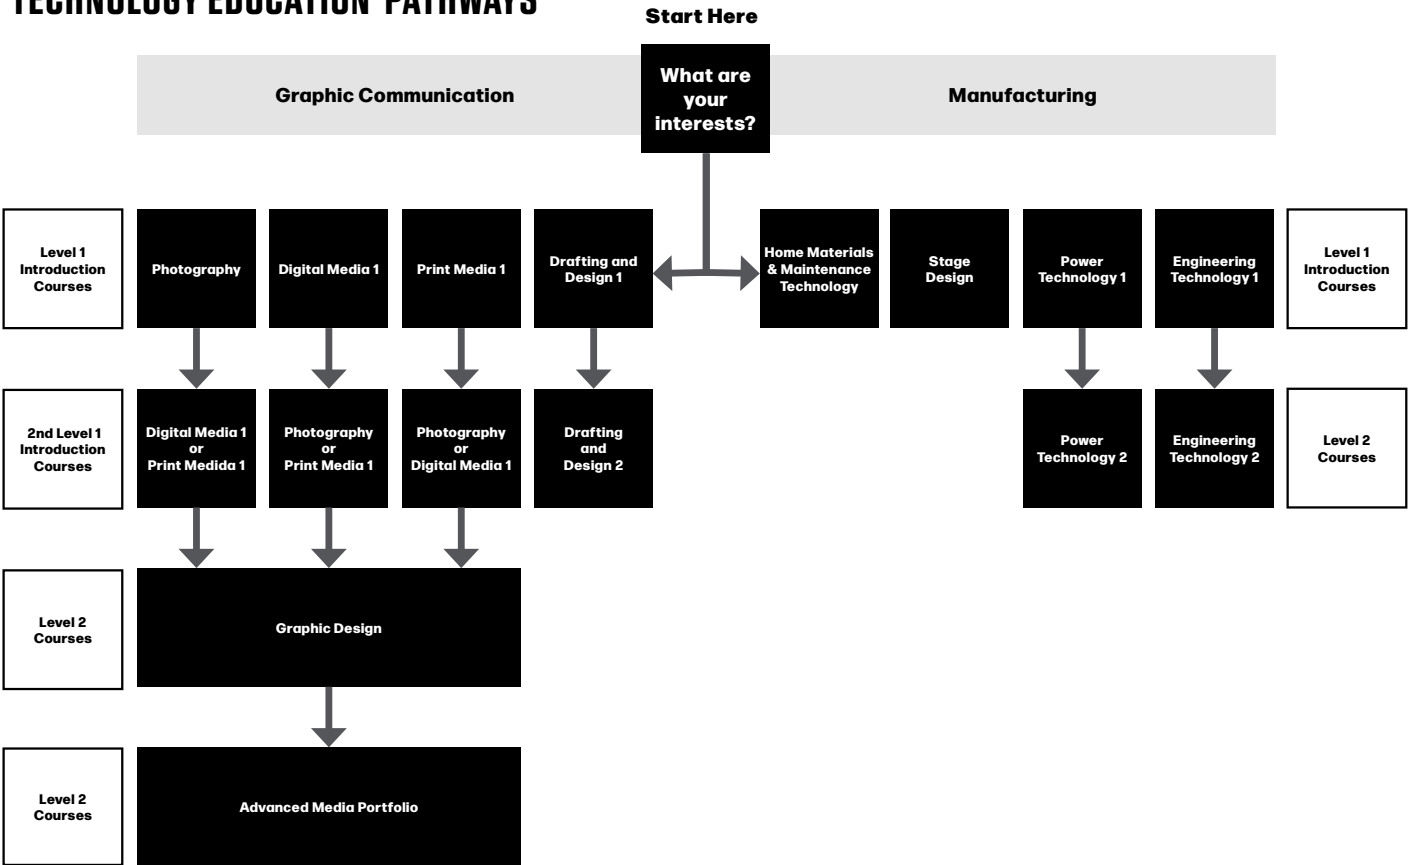 TECHNOLOGY EDUCATION PATHWAYS
Start Here
What are
your
interests?
Graphic Communication
Manufacturing
Level 1
Introduction
Courses
Photography
Digital Media 1
Print Media 1
Drafting and
Design 1
Home Materials
& Maintenance
Technology
Stage
Design
Power
Technology 1
Engineering
Technology 1
Level 1
Introduction
Courses
2nd Level 1
Introduction
Courses
Digital Media 1
or
Print Medida 1
Photography
or
Print Media 1
Photography
or
Digital Media 1
Drafting
and
Design 2
Power
Technology 2
Engineering
Technology 2
Level 2
Courses
Level 2
Courses
Graphic Design
Level 2
Courses
Advanced Media Portfolio